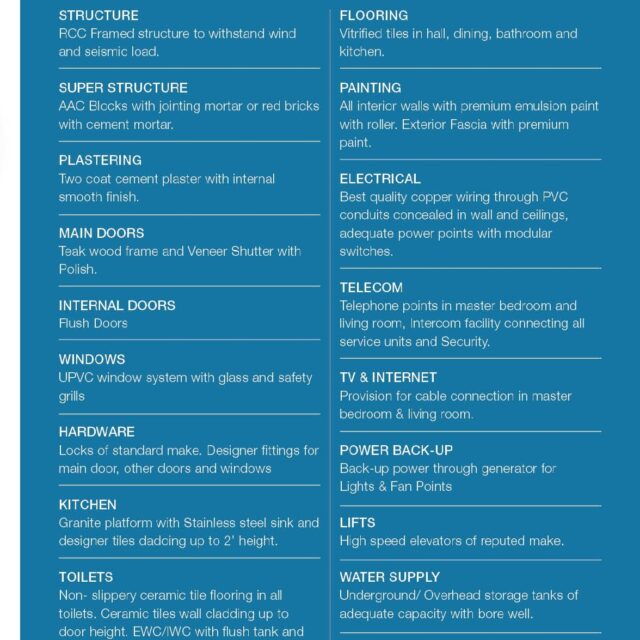 STRUCTURE
RCC Framed structure to withstand wind
and seismic load.
SUPER STRUCTURE
AAC Blocks with jointing mortar or red bricks
with cement mortar.
PLASTERING
Two coat cement plaster with internal
smooth finish.
MAIN DOORS
Teak wood frame and Veneer Shutter with
Polish.
INTERNAL DOORS
Flush Doors
WINDOWS
UPVC window system with glass and safety
grills
HARDWARE
Locks of standard make. Designer fittings for
main door, other doors and windows
KITCHEN
Granite platform with Stainless steel sink and
designer tiles dadcing up to 2' height.
TOILETS
Non- slippery ceramic tile flooring in all
toilets. Ceramic tiles wall cladding up to
door height. EWC/IWC with flush tank and
FLOORING
Vitrified tiles in hall, dining, bathroom and
kitchen.
PAINTING
All interior walls with premium emulsion paint
with roller. Exterior Fascia with premium
paint.
ELECTRICAL
Best quality copper wiring through PVC
conduits concealed in wall and ceilings,
adequate power points with modular
switches.
TELECOM
Telephone points in master bedroom and
living room, Intercom facility connecting all
service units and Security.
TV & INTERNET
Provision for cable connection in master
bedroom & living room.
POWER BACK-UP
Back-up power through generator for
Lights & Fan Points
LIFTS
High speed elevators of reputed make.
WATER SUPPLY
Underground/ Overhead storage tanks of
adequate capacity with bore well.